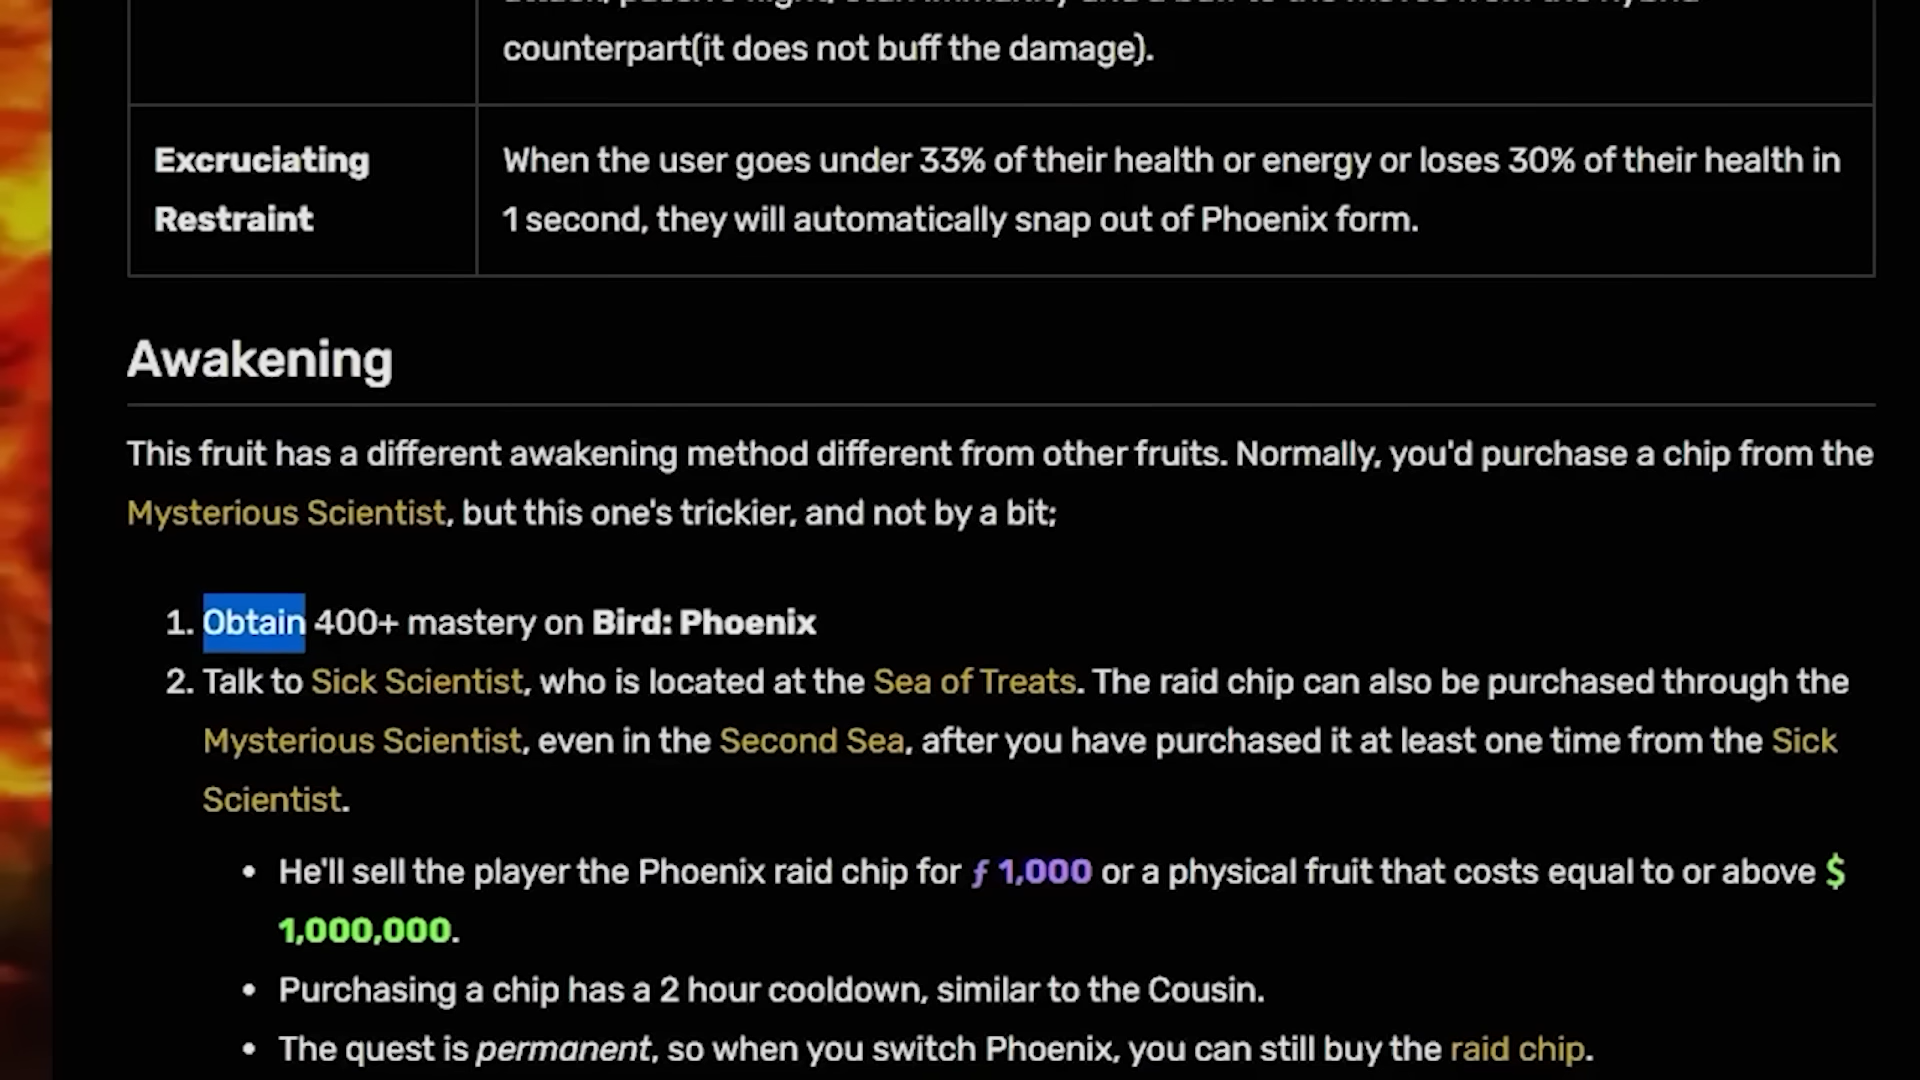 counterpart(it does not buff the damage).
Excruciating
Restraint
When the user goes under 33% of their health or energy or loses 30% of their health in
1 second, they will automatically snap out of Phoenix form.
Awakening
This fruit has a different awakening method different from other fruits. Normally, you'd purchase a chip from the
Mysterious Scientist, but this one's trickier, and not by a bit;
1. Obtain 400+ mastery on Bird: Phoenix
2. Talk to Sick Scientist, who is located at the Sea of Treats. The raid chip can also be purchased through the
Mysterious Scientist, even in the Second Sea, after you have purchased it at least one time from the Sick
Scientist.
• He'll sell the player the Phoenix raid chip for ƒ 1,000 or a physical fruit that costs equal to or above $
1,000,000.
• Purchasing a chip has a 2 hour cooldown, similar to the Cousin.
• The quest is permanent, so when you switch Phoenix, you can still buy the raid chip.